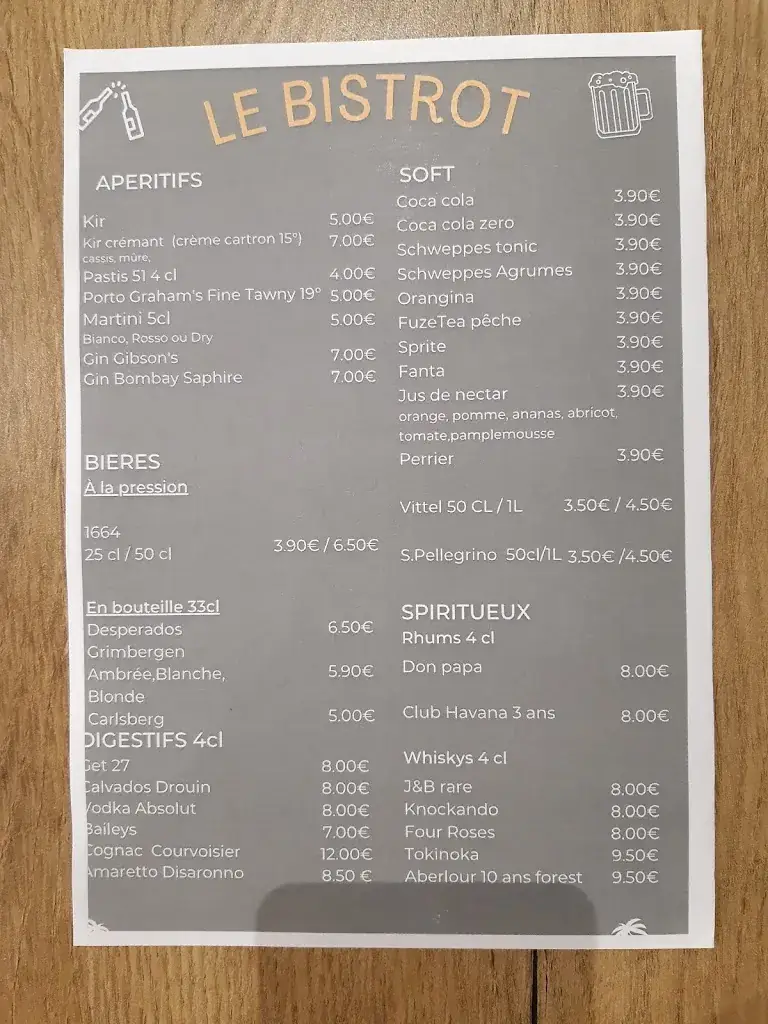 LE BISTROT
APERITIFS
Kir 5.00€
Kir crémant (crème cartron 15°) 7.00€
cassis, mûre,
Pastis 51 4 cl 4.00€
Porto Graham's Fine Tawny 19° 5.00€
Martini 5cl 5.00€
Bianco, Rosso ou Dry
Gin Gibson's 7.00€
Gin Bombay Saphire 7.00€
BIERES
À la pression
1664
25 cl / 50 cl 3.90€ / 6.50€
En bouteille 33cl
Desperados 6.50€
Grimbergen
Ambrée,Blanche, 5.90€
Blonde
Carlsberg 5.00€
DIGESTIFS 4cl
Get 27 8.00€
Calvados Drouin 8.00€
Vodka Absolut 8.00€
Baileys 7.00€
Cognac Courvoisier 12.00€
Amaretto Disaronno 8.50 €
SOFT
Coca cola 3.90€
Coca cola zero 3.90€
Schweppes tonic 3.90€
Schweppes Agrumes 3.90€
Orangina 3.90€
FuzeTea pêche 3.90€
Sprite 3.90€
Fanta 3.90€
Jus de nectar 3.90€
orange, pomme, ananas, abricot,
tomate,pamplemousse
Perrier 3.90€
Vittel 50 CL / 1L 3.50€ / 4.50€
S.Pellegrino 50cl/1L 3.50€ /4.50€
SPIRITUEUX
Rhums 4 cl
Don papa 8.00€
Club Havana 3 ans 8.00€
Whiskys 4 cl
J&B rare 8.00€
Knockando 8.00€
Four Roses 8.00€
Tokinoka 9.50€
Aberlour 10 ans forest 9.50€